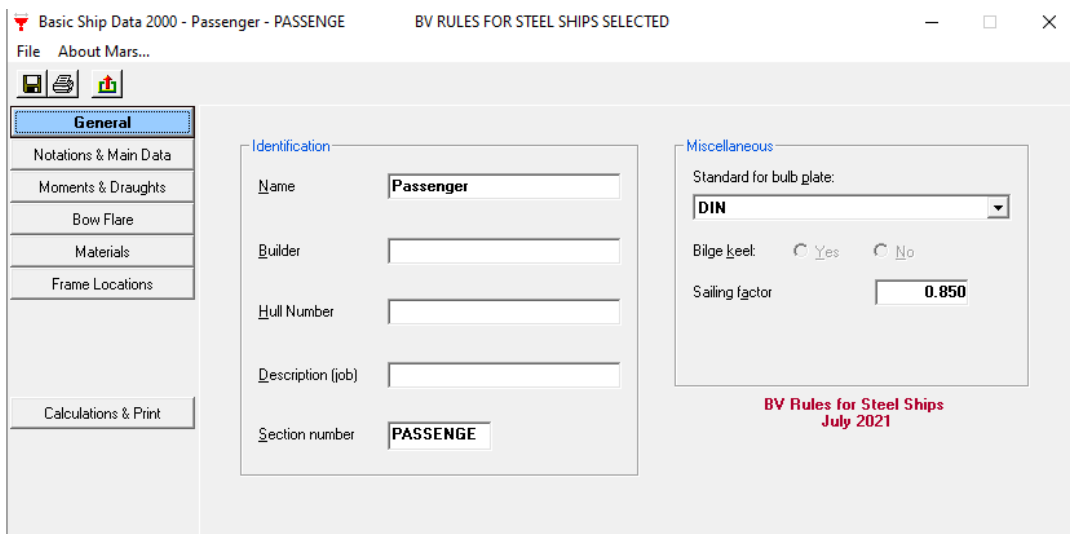 Basic Ship Data 2000 - Passenger - PASSENGE BV RULES FOR STEEL SHIPS SELECTED
File About Mars...
General
Notations & Main Data
Moments & Draughts
Bow Flare
Materials
Frame Locations
Calculations & Print
Identification
Name Passenger
Builder
Hull Number
Description (job)
Section number PASSENGE
Miscellaneous
Standard for bulb plate:
DIN
Bilge keel: Yes No
Sailing factor 0.850
BV Rules for Steel Ships
July 2021